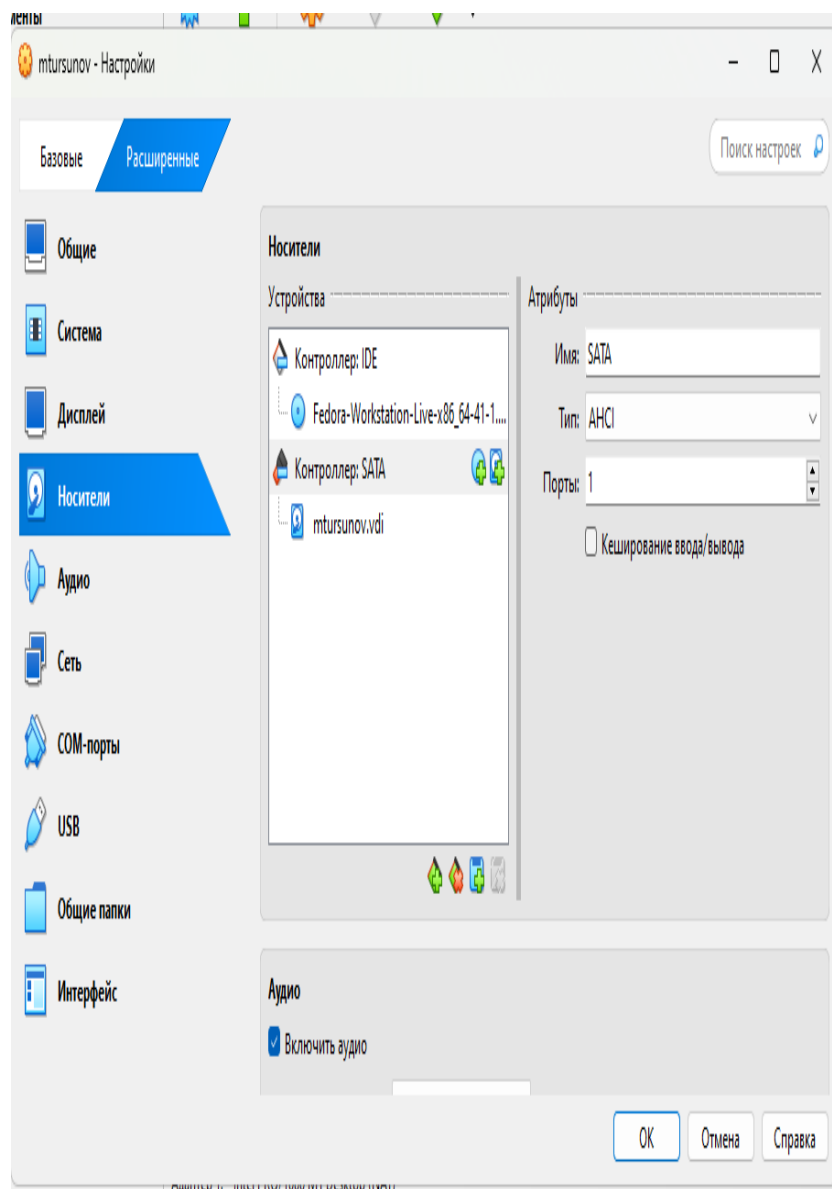 менты
mtursunov - Настройки
Базовые
Расширенные
Поиск настроек
Общие
Система
Дисплей
Носители
Аудио
Сеть
COM-порты
USB
Общие папки
Интерфейс
Носители
Устройства
Контроллер: IDE
Fedora-Workstation-Live-x86_64-41-1....
Контроллер: SATA
mtursunov.vdi
Атрибуты
Имя: SATA
Тип: AHCI
Порты: 1
Кеширование ввода/вывода
Аудио
Включить аудио
OK
Отмена
Справка